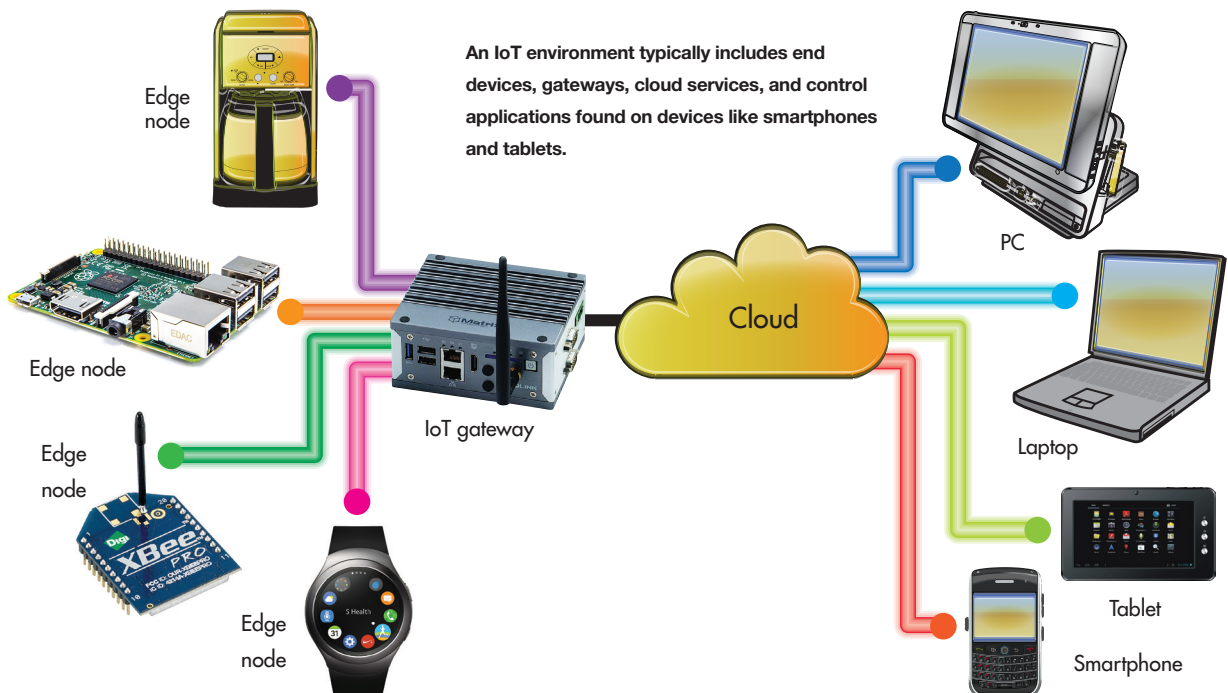 An IoT environment typically includes end
devices, gateways, cloud services, and control
applications found on devices like smartphones
and tablets.
Edge
node
PC
Cloud
EDAC
Edge node
IoT gateway
Laptop
Edge
node
Digi
XBee
PRO
S Health
31
Edge
node
Tablet
Smartphone